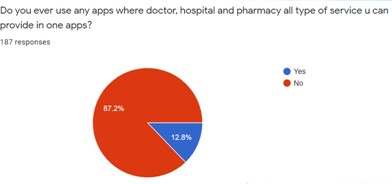 Do you ever use any apps where doctor, hospital and pharmacy all type of service u can
provide in one apps?
187 responses
Yes
No
87.2%
12.8%